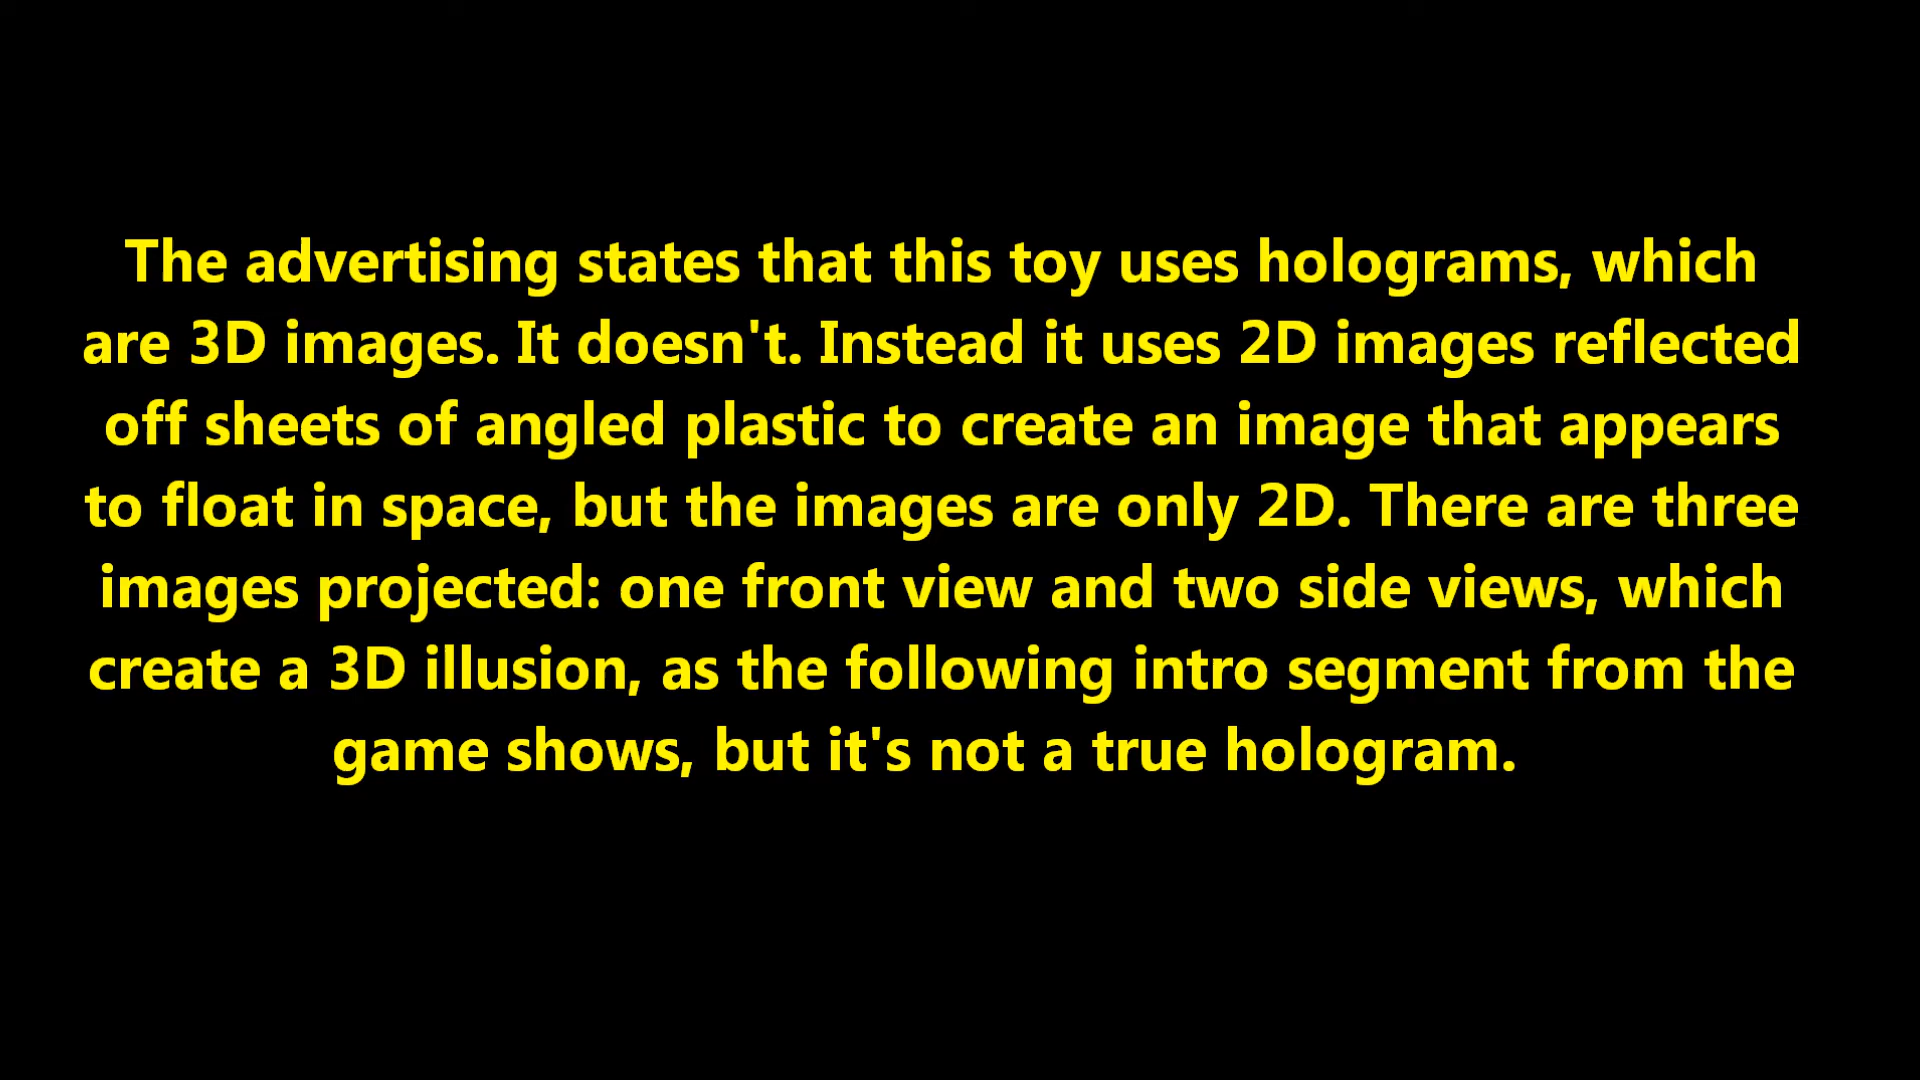 The advertising states that this toy uses holograms, which
are 3D images. It doesn't. Instead it uses 2D images reflected
off sheets of angled plastic to create an image that appears
to float in space, but the images are only 2D. There are three
images projected: one front view and two side views, which
create a 3D illusion, as the following intro segment from the
game shows, but it's not a true hologram.